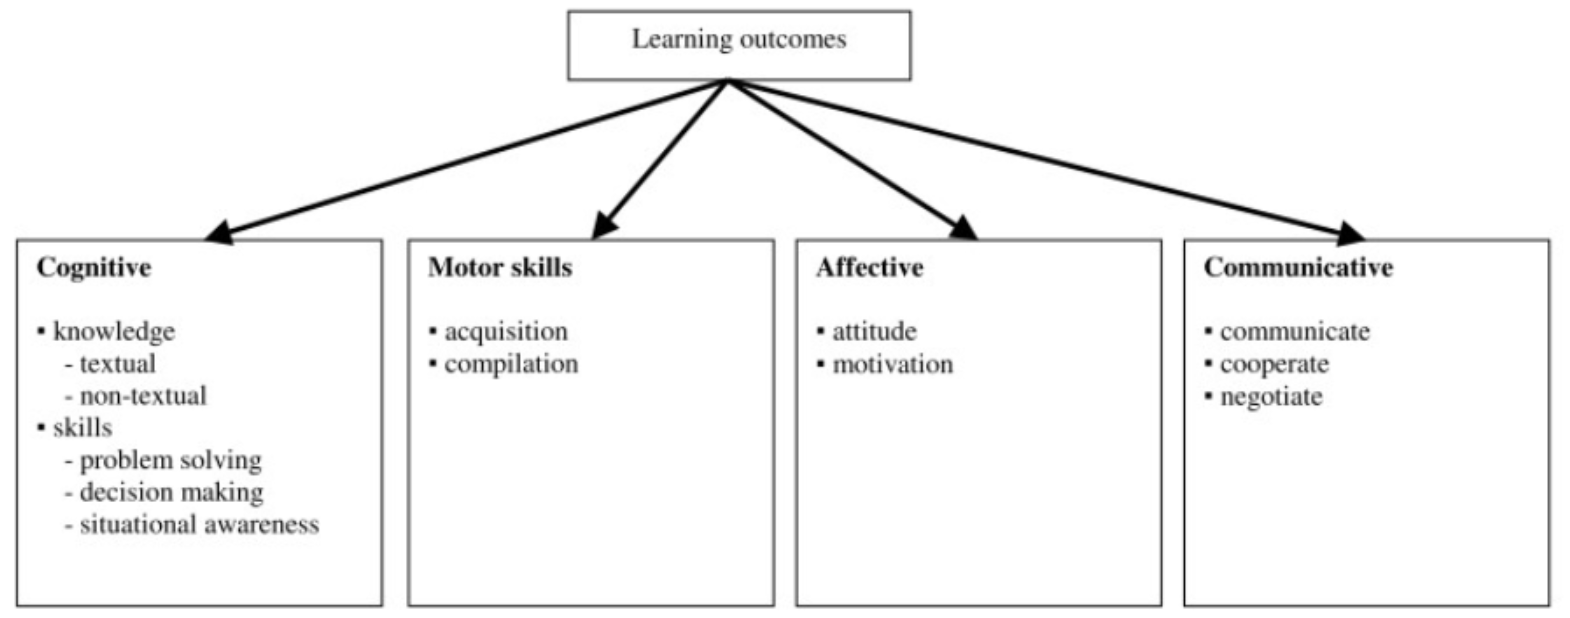 Learning outcomes
Cognitive
▪ knowledge
- textual
- non-textual
▪ skills
- problem solving
- decision making
- situational awareness
Motor skills
▪ acquisition
▪ compilation
Affective
▪ attitude
▪ motivation
Communicative
▪ communicate
▪ cooperate
▪ negotiate